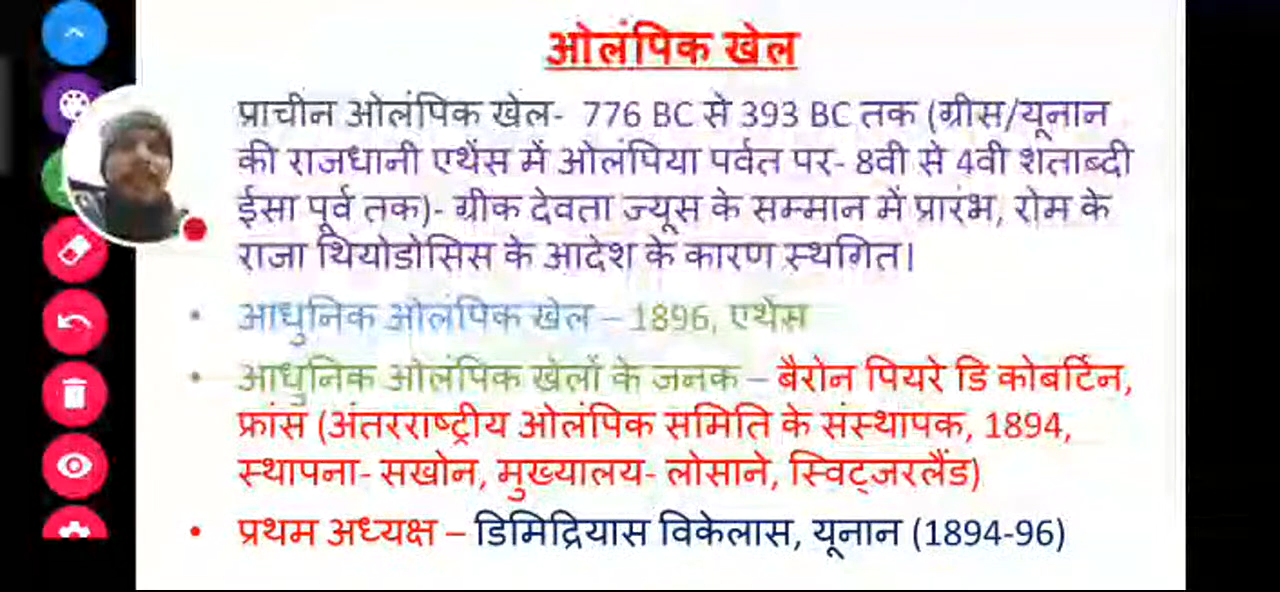 ओलंपिक खेल
प्राचीन ओलंपिक खेल- 776 BC से 393 BC तक (ग्रीस/यूनान
की राजधानी एथेंस में ओलंपिया पर्वत पर- 8वी से 4वी शताब्दी
ईसा पूर्व तक)- ग्रीक देवता ज्यूस के सम्मान में प्रारंभ, रोम के
राजा थियोडोसिस के आदेश के कारण स्थगित।
• आधुनिक ओलंपिक खेल – 1896, एथेंस
• आधुनिक ओलंपिक खेलों के जनक – बैरोन पियरे डि कोबर्टिन,
फ्रांस (अंतरराष्ट्रीय ओलंपिक समिति के संस्थापक, 1894,
स्थापना- सखोन, मुख्यालय- लोसाने, स्विट्जरलैंड)
• प्रथम अध्यक्ष – डिमिद्रियास विकेलास, यूनान (1894-96)